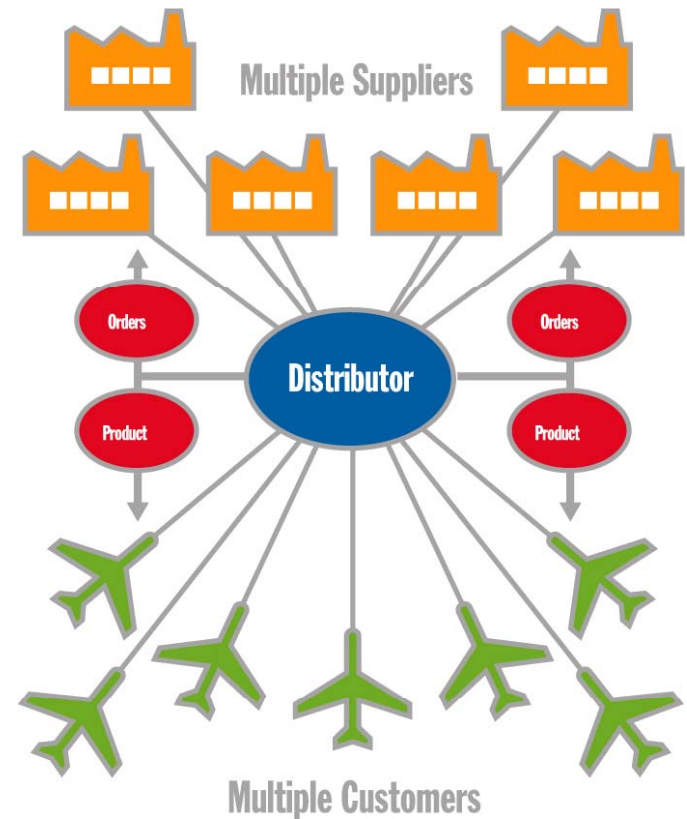 Multiple Suppliers
Orders
Orders
Distributor
Product
Product
Multiple Customers